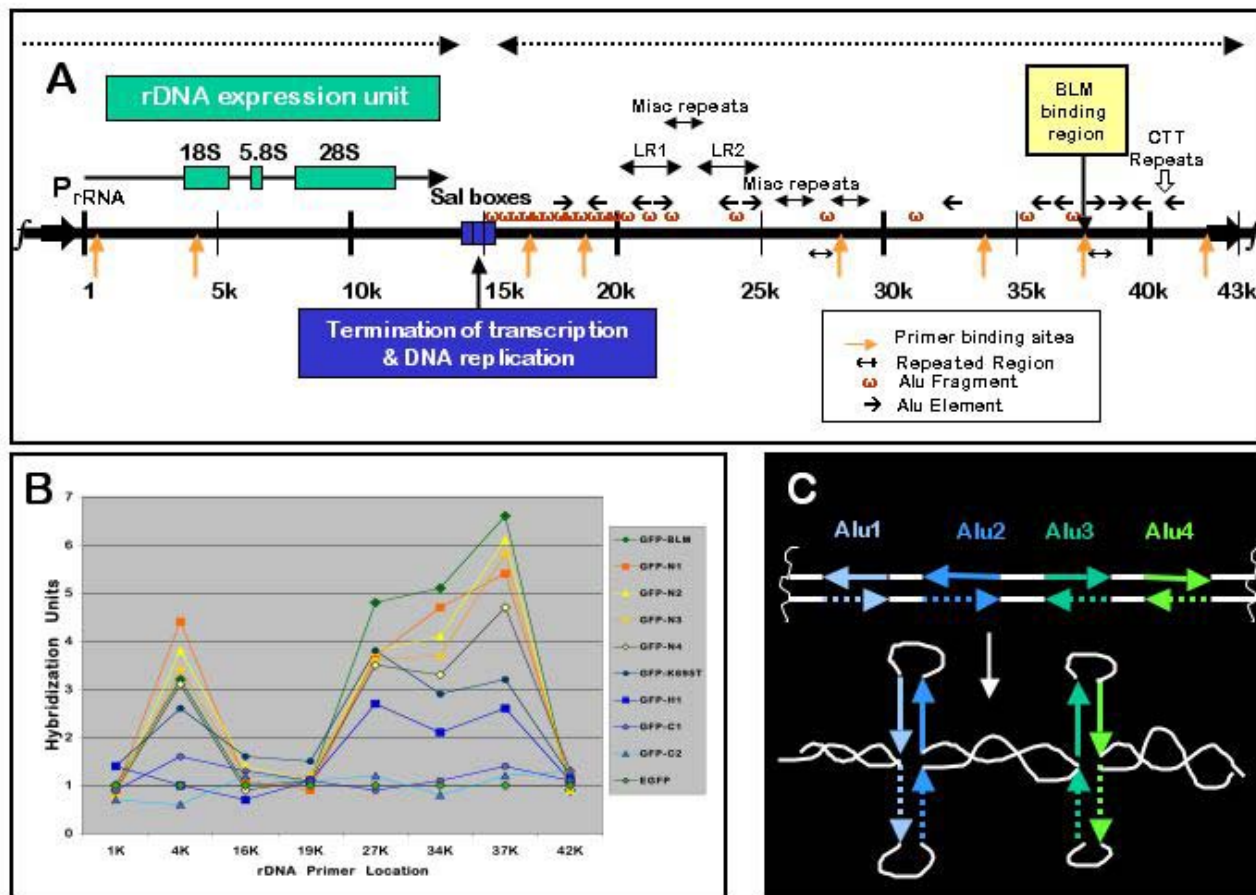 A
rDNA expression unit
18S 5.8S 28S
P rRNA
Sal boxes
Misc repeata
LR1 LR2
Misc repeata
BLM
binding
region
CTT
Repeata
1 5k 10k 15k 20k 25k 30k 35k 40k 43k
Termination of transcription
& DNA replication
Primer binding sites
Repeated Region
ω Alu Fragment
Alu Element
B
Hybridization Units
7
6
5
4
3
2
1
0
1K 4K 16K 19K 27K 34K 37K 42K
rDNA Primer Location
GFP-BLM
GFP-N1
GFP-N2
GFP-N3
GFP-N4
GFP-K695T
GFP-H1
GFP-C1
GFP-C2
EGFP
C
Alu1 Alu2 Alu3 Alu4